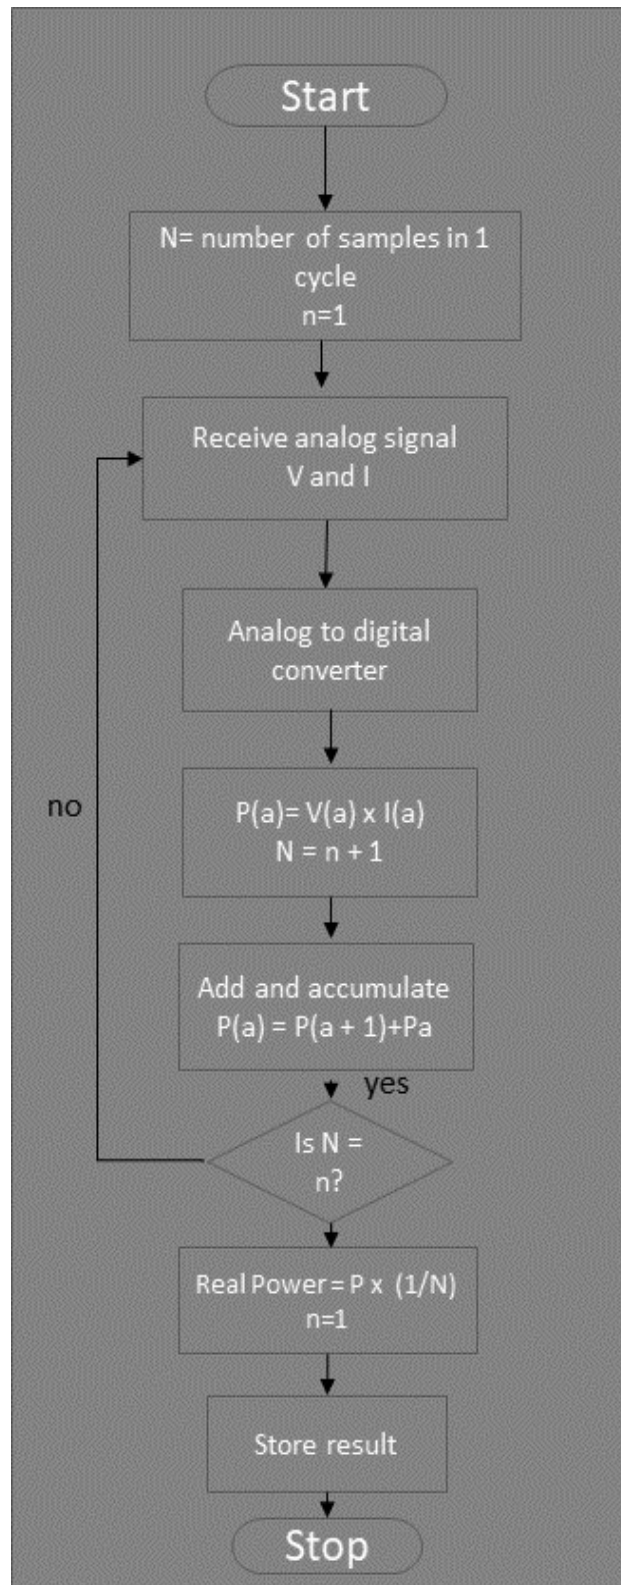 Start
N= number of samples in 1
cycle
n=1
Receive analog signal
V and I
Analog to digital
converter
no
P(a)= V(a) x I(a)
N = n + 1
Add and accumulate
P(a) = P(a + 1)+Pa
yes
Is N =
n?
Real Power = P x (1/N)
n=1
Store result
Stop